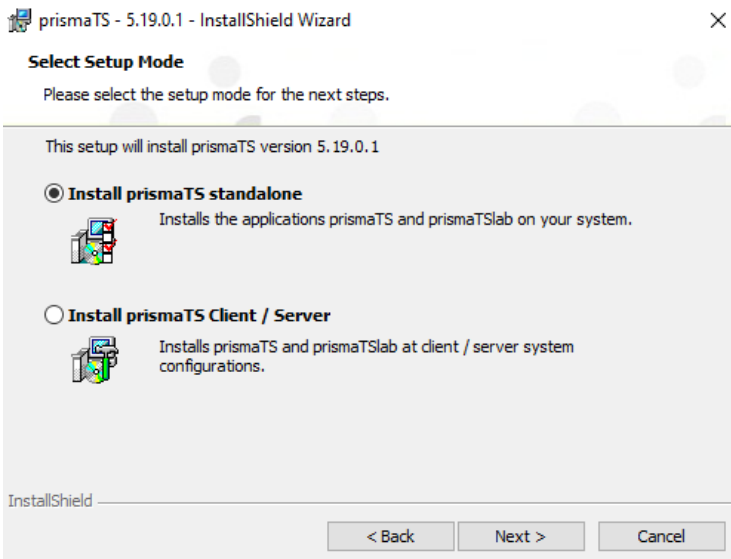 prismaTS - 5.19.0.1 - InstallShield Wizard
Select Setup Mode
Please select the setup mode for the next steps.
This setup will install prismaTS version 5.19.0.1
Install prismaTS standalone
Installs the applications prismaTS and prismaTSlab on your system.
Install prismaTS Client / Server
Installs prismaTS and prismaTSlab at client / server system
configurations.
InstallShield
< Back
Next >
Cancel